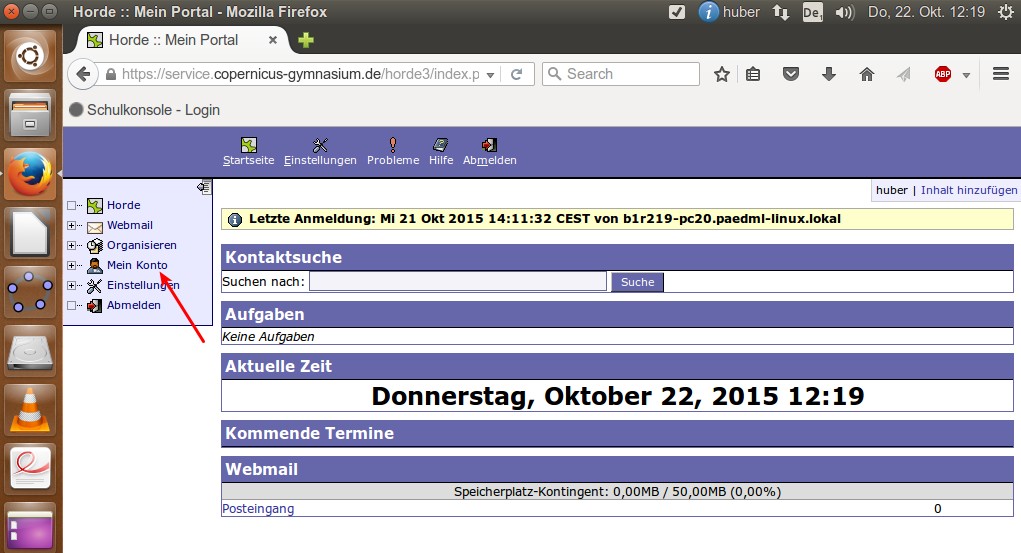 Horde :: Mein Portal - Mozilla Firefox
huber
De1
Do, 22. Okt. 12:19
Horde :: Mein Portal
https://service.copernicus-gymnasium.de/horde3/index.p
Search
ABP
Schulkonsole - Login
Startseite Einstellungen Probleme Hilfe Abmelden
huber | Inhalt hinzufügen
Horde
Webmail
Organisieren
Mein Konto
Einstellungen
Abmelden
Letzte Anmeldung: Mi 21 Okt 2015 14:11:32 CEST von b1r219-pc20.paedml-linux.lokal
Kontaktsuche
Suchen nach: Suche
Aufgaben
Keine Aufgaben
Aktuelle Zeit
Donnerstag, Oktober 22, 2015 12:19
Kommende Termine
Webmail
Speicherplatz-Kontingent: 0,00MB / 50,00MB (0,00%)
Posteingang 0